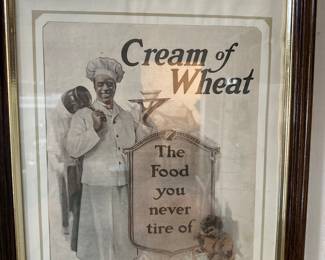 Cream of
Wheat
The
Food
you
never
tire of